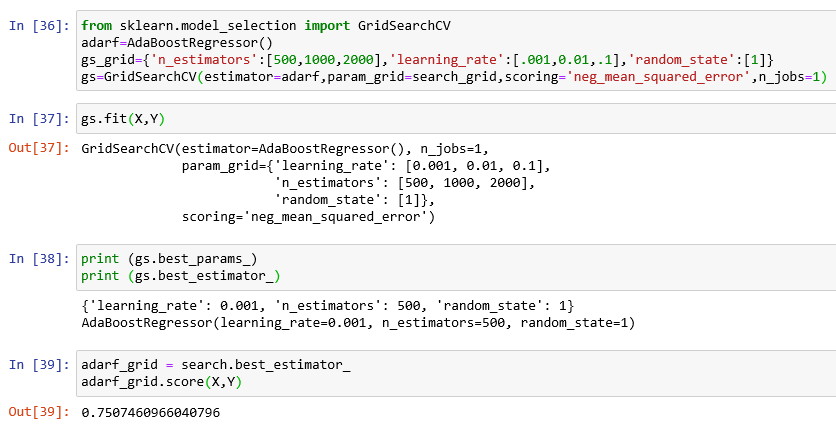 In [36]: from sklearn.model_selection import GridSearchCV
adarf=AdaBoostRegressor()
gs_grid={'n_estimators':[500,1000,2000],'learning_rate':[.001,0.01,.1],'random_state':[1]}
gs=GridSearchCV(estimator=adarf,param_grid=search_grid,scoring='neg_mean_squared_error',n_jobs=1)
In [37]: gs.fit(X,Y)
Out[37]: GridSearchCV(estimator=AdaBoostRegressor(), n_jobs=1,
param_grid={'learning_rate': [0.001, 0.01, 0.1],
'n_estimators': [500, 1000, 2000],
'random_state': [1]},
scoring='neg_mean_squared_error')
In [38]: print (gs.best_params_)
print (gs.best_estimator_)
{'learning_rate': 0.001, 'n_estimators': 500, 'random_state': 1}
AdaBoostRegressor(learning_rate=0.001, n_estimators=500, random_state=1)
In [39]: adarf_grid = search.best_estimator_
adarf_grid.score(X,Y)
Out[39]: 0.7507460966040796